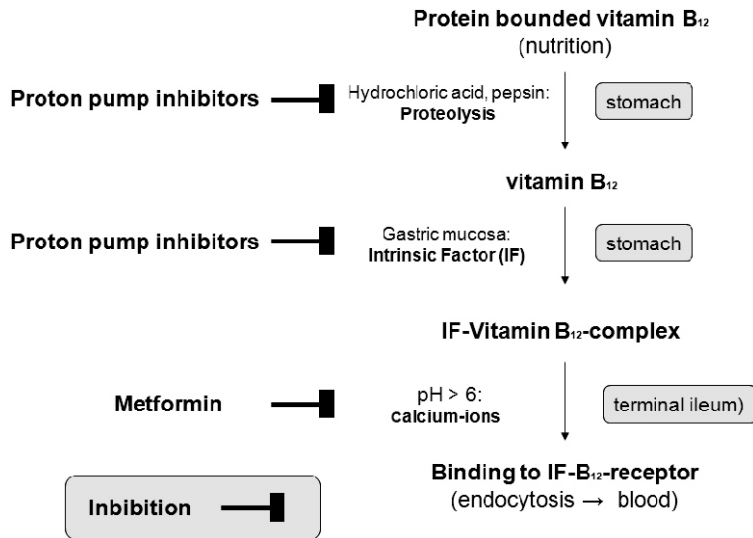 Protein bounded vitamin B₁₂
(nutrition)
Proton pump inhibitors
Hydrochloric acid, pepsin:
Proteolysis
stomach
vitamin B₁₂
Proton pump inhibitors
Gastric mucosa:
Intrinsic Factor (IF)
stomach
IF-Vitamin B₁₂-complex
Metformin
pH > 6:
calcium-ions
terminal ileum)
Binding to IF-B₁₂-receptor
(endocytosis → blood)
Inbibition